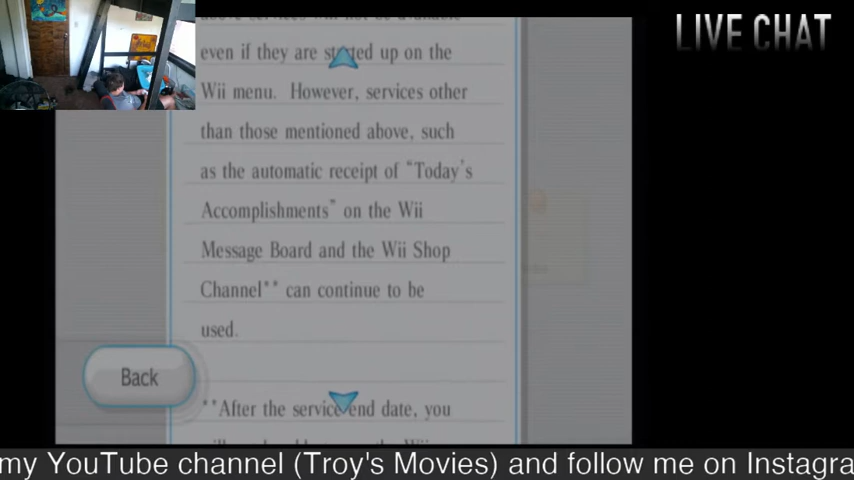 LIVE CHAT
even if they are started up on the
Wii menu. However, services other
than those mentioned above, such
as the automatic receipt of "Today's
Accomplishments" on the Wii
Message Board and the Wii Shop
Channel** can continue to be
used.
Back
**After the service end date, you
my YouTube channel (Troy's Movies) and follow me on Instagra